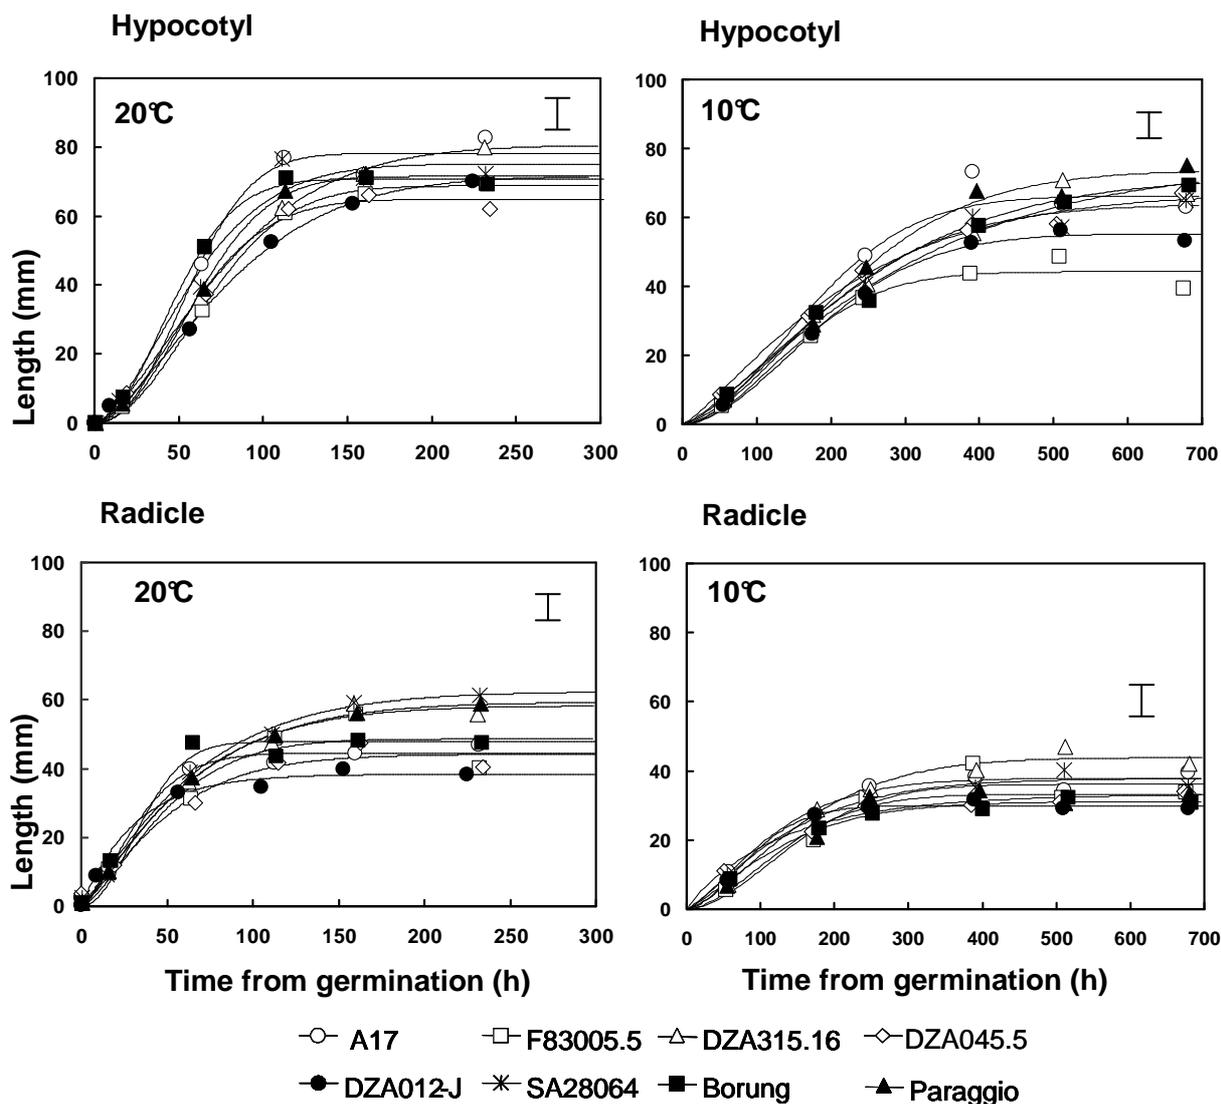 Hypocotyl
Hypocotyl
100
80
60
40
20
0
20°C
Length (mm)
0 50 100 150 200 250 300
100
80
60
40
20
0
10°C
0 100 200 300 400 500 600 700
Radicle
Radicle
100
80
60
40
20
0
20°C
Length (mm)
0 50 100 150 200 250 300
Time from germination (h)
100
80
60
40
20
0
10°C
0 100 200 300 400 500 600 700
Time from germination (h)
A17 F83005.5 DZA315.16 DZA045.5
DZA012-J SA28064 Borung Paraggio